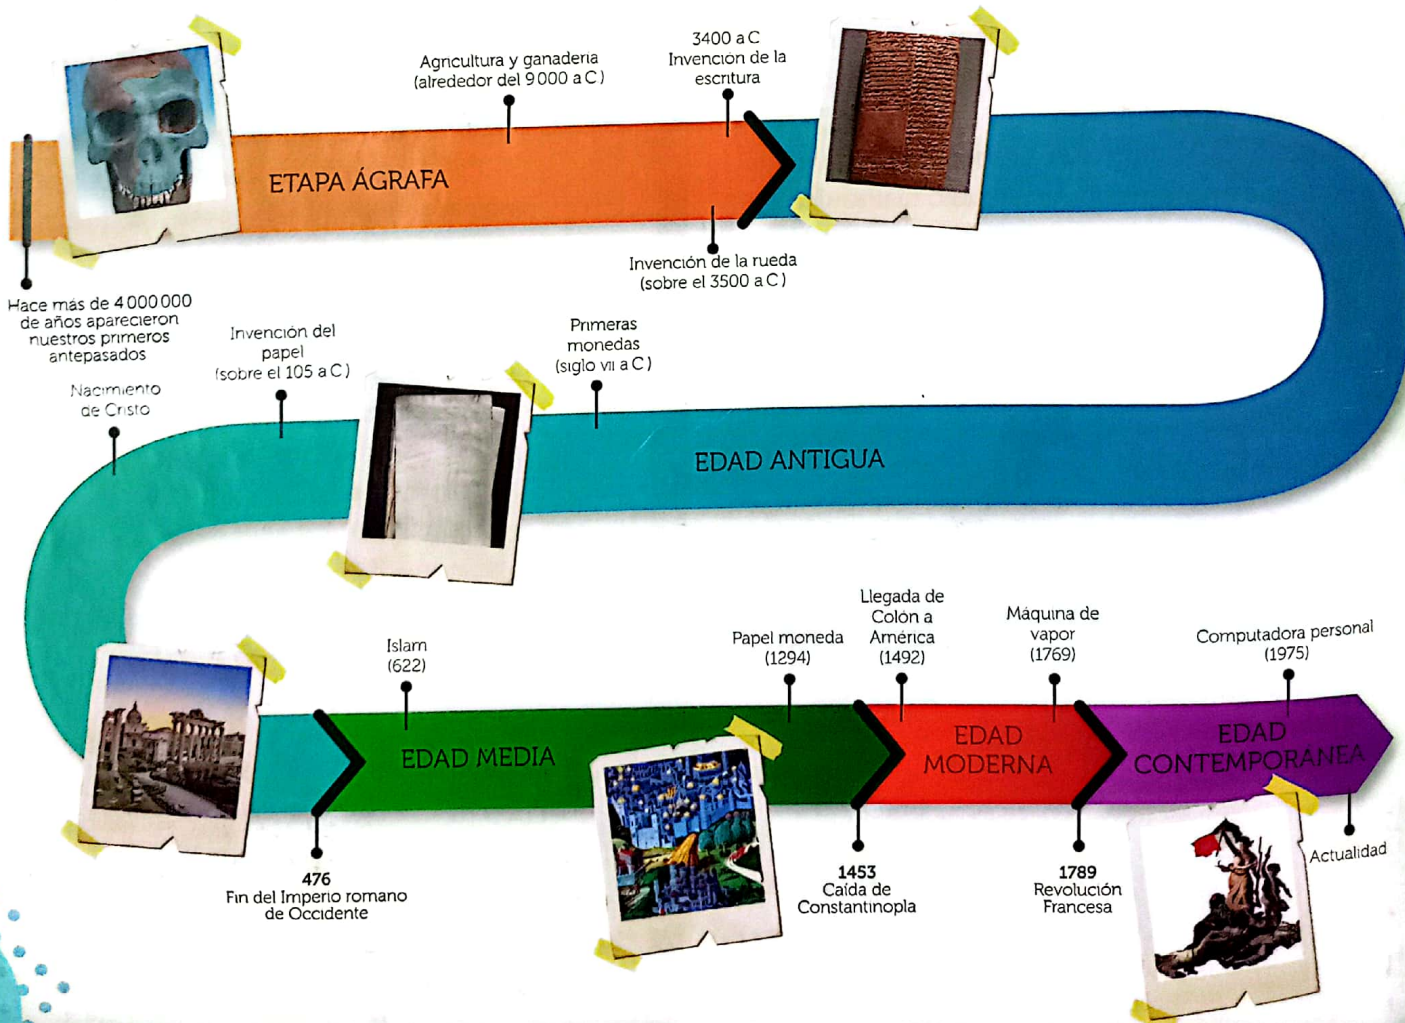 Agricultura y ganadería
(alrededor del 9 000 a C)
3400 a C
Invención de la
escritura
ETAPA ÁGRAFA
Invención de la rueda
(sobre el 3500 a C)
Hace más de 4 000 000
de años aparecieron
nuestros primeros
antepasados
Nacimiento
de Cristo
Invención del
papel
(sobre el 105 a C)
Primeras
monedas
(siglo VII a C)
EDAD ANTIGUA
Islam
(622)
Papel moneda
(1294)
Llegada de
Colón a
América
(1492)
Máquina de
vapor
(1769)
Computadora personal
(1975)
EDAD MEDIA
EDAD
MODERNA
EDAD
CONTEMPORÁNEA
476
Fin del Imperio romano
de Occidente
1453
Caída de
Constantinopla
1789
Revolución
Francesa
Actualidad